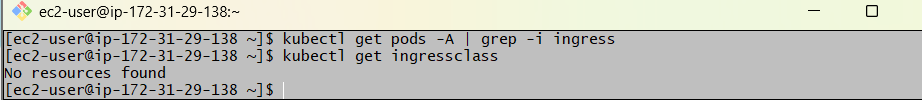 ec2-user@ip-172-31-29-138:~
[ec2-user@ip-172-31-29-138 ~]$ kubectl get pods -A | grep -i ingress
[ec2-user@ip-172-31-29-138 ~]$ kubectl get ingressclass
No resources found
[ec2-user@ip-172-31-29-138 ~]$